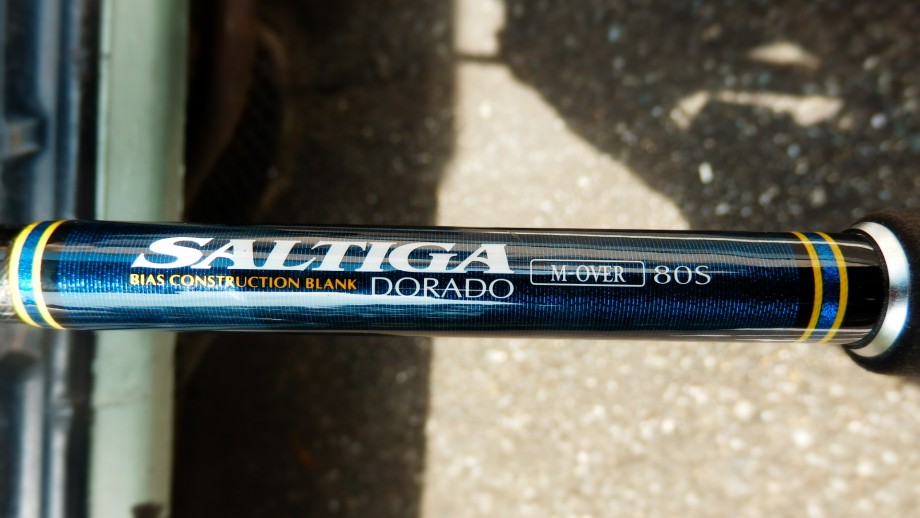 SALTIGA
BIAS CONSTRUCTION BLANK DORADO M-OVER 80S